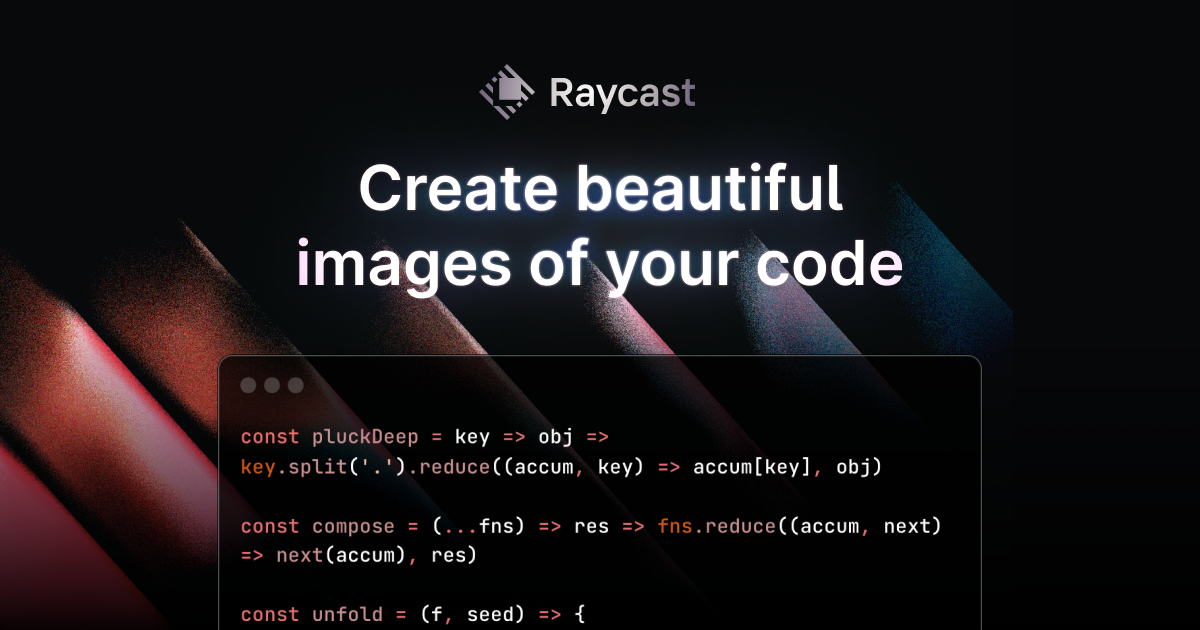 Raycast
Create beautiful
images of your code
const pluckDeep = key => obj =>
key.split('.').reduce((accum, key) => accum[key], obj)
const compose = (...fns) => res => fns.reduce((accum, next)
=> next(accum), res)
const unfold = (f, seed) => {